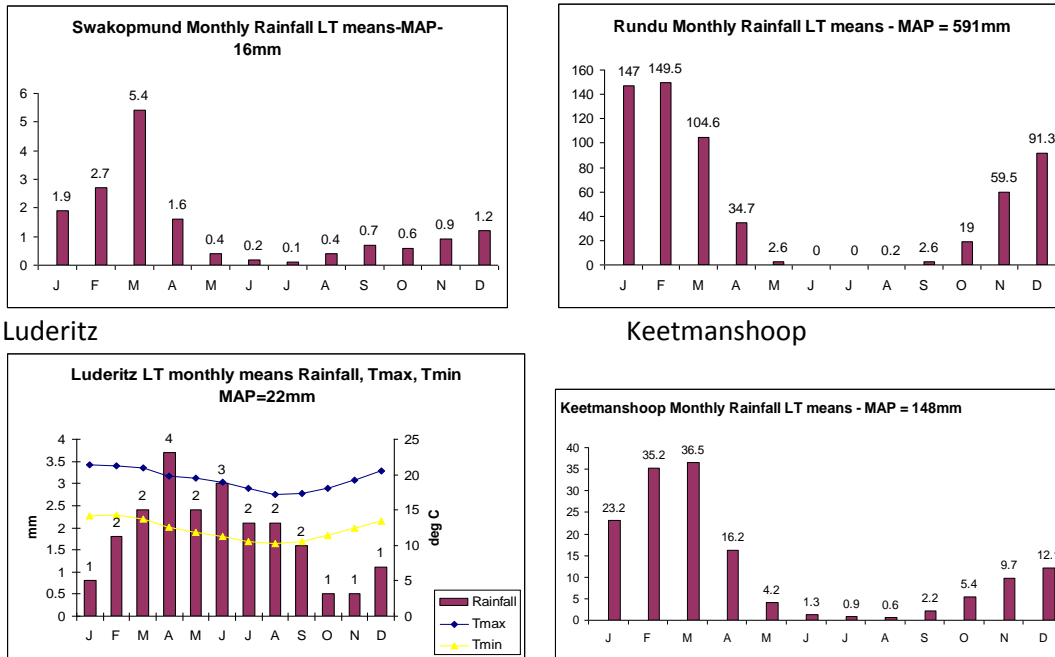 Swakopmund Monthly Rainfall LT means-MAP-
16mm
6
5
4
3
2
1
0
1.9 2.7 5.4 1.6 0.4 0.2 0.1 0.4 0.7 0.6 0.9 1.2
J F M A M J J A S O N D
Rundu Monthly Rainfall LT means - MAP = 591mm
160
140
120
100
80
60
40
20
0
147 149.5 104.6 34.7 2.6 0 0 0.2 2.6 19 59.5 91.3
J F M A M J J A S O N D
Luderitz
Keetmanshoop
Luderitz LT monthly means Rainfall, Tmax, Tmin
MAP=22mm
mm
4
3.5
3
2.5
2
1.5
1
0.5
0
1 2 2 4 2 3 2 2 2 1 1 1
25
20
15
10
5
0
deg C
J F M A M J J A S O N D
Rainfall
Tmax
Tmin
Keetmanshoop Monthly Rainfall LT means - MAP = 148mm
40
35
30
25
20
15
10
5
0
23.2 35.2 36.5 16.2 4.2 1.3 0.9 0.6 2.2 5.4 9.7
J F M A M J J A S O N D